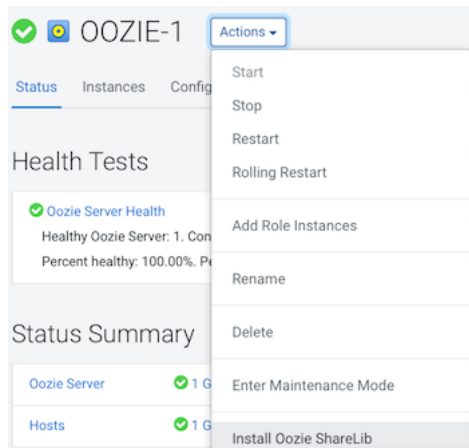 OOZIE-1 Actions
Start
Status Instances Config
Stop
Restart
Health Tests
Rolling Restart
Oozie Server Health
Healthy Oozie Server: 1. Con
Add Role Instances
Percent healthy: 100.00%.
Rename
Status Summary
Delete
Oozie Server 1 G
Enter Maintenance Mode
Hosts 1 G
Install Oozie ShareLib